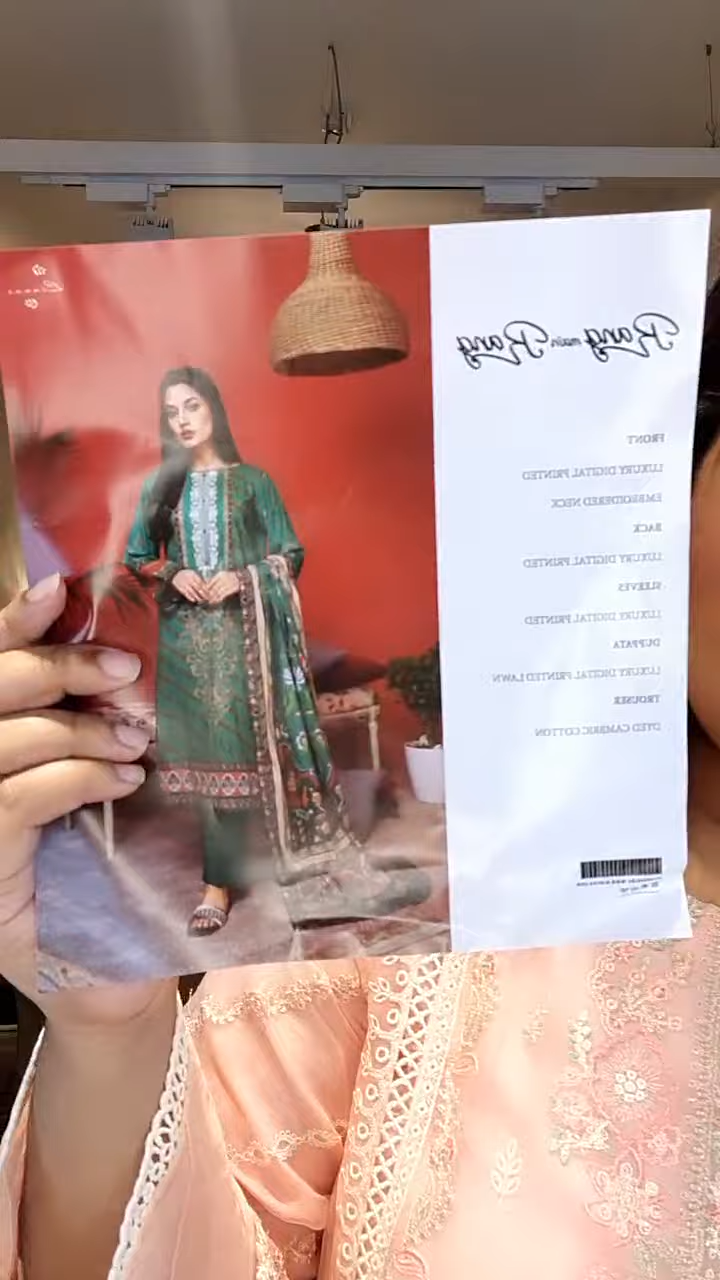 Rang main Rang
FRONT
LUXURY DIGITAL PRINTED
EMBROIDERED NECK
BACK
LUXURY DIGITAL PRINTED
SLEEVES
LUXURY DIGITAL PRINTED
DUPPATA
LUXURY DIGITAL PRINTED LAWN
TROUSER
DYED CAMBRIC COTTON